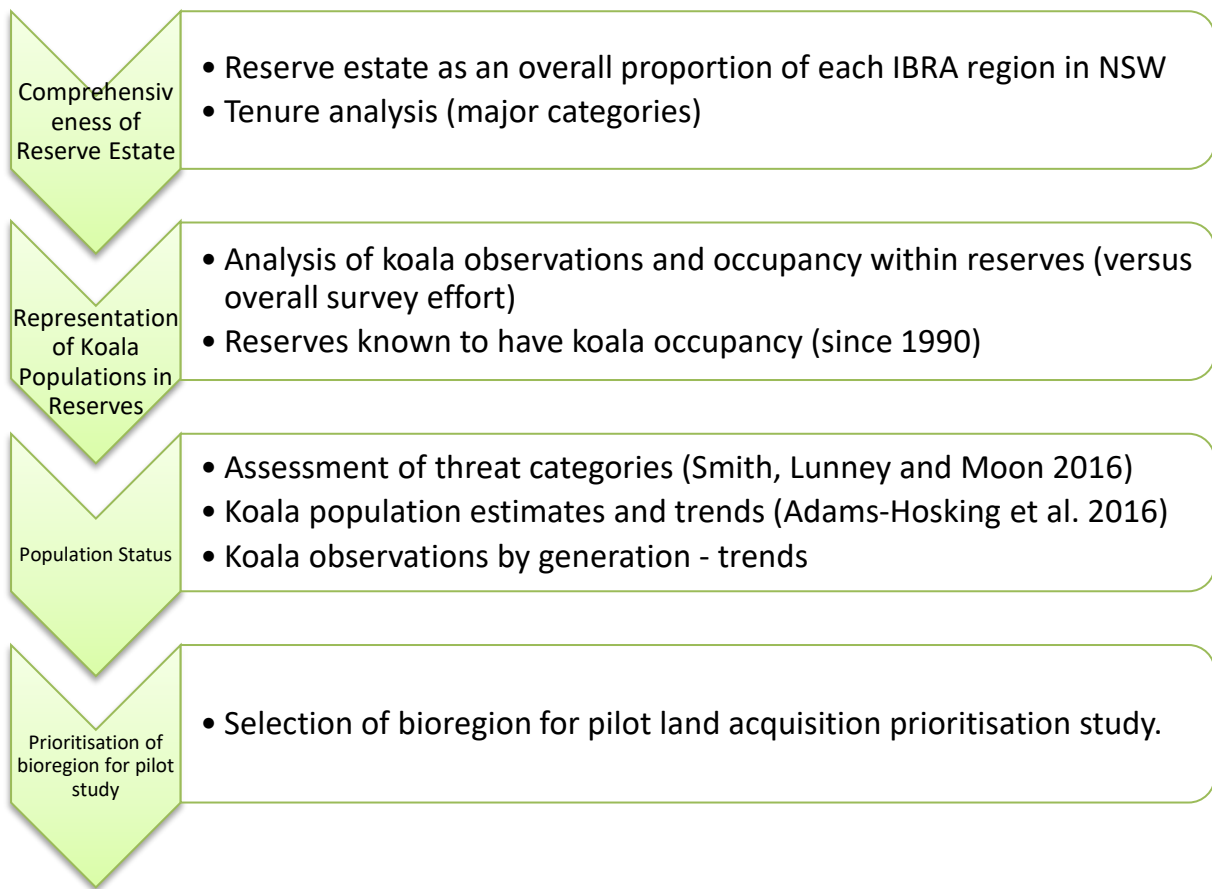 Comprehensiv
eness of
Reserve Estate
• Reserve estate as an overall proportion of each IBRA region in NSW
• Tenure analysis (major categories)
Representation
of Koala
Populations in
Reserves
• Analysis of koala observations and occupancy within reserves (versus
overall survey effort)
• Reserves known to have koala occupancy (since 1990)
Population Status
• Assessment of threat categories (Smith, Lunney and Moon 2016)
• Koala population estimates and trends (Adams-Hosking et al. 2016)
• Koala observations by generation - trends
Prioritisation of
bioregion for pilot
study
• Selection of bioregion for pilot land acquisition prioritisation study.